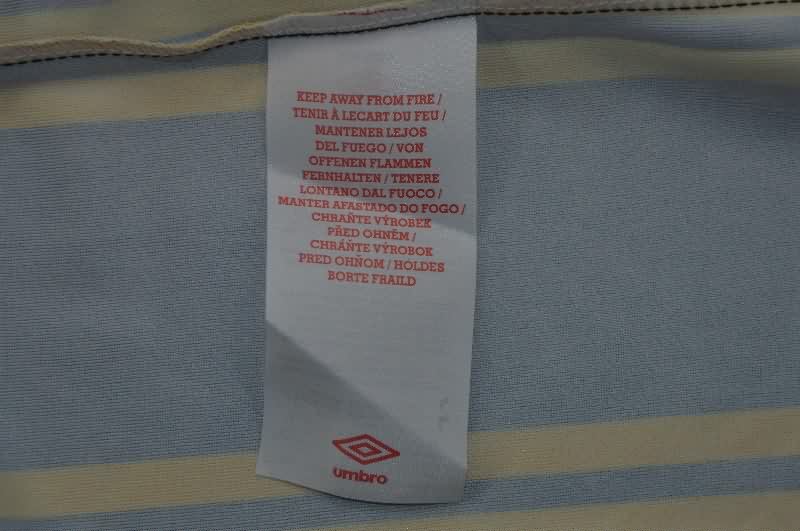 KEEP AWAY FROM FIRE /
TENIR À LECART DU FEU /
MANTENER LEJOS
DEL FUEGO / VON
OFFENEN FLAMMEN
FERNHALTEN / TENERE
LONTANO DAL FUOCO /
MANTER AFASTADO DO FOGO /
CHRAŇTE VÝROBEK
PŘED OHNĚM /
CHRÁŇTE VÝROBOK
PRED OHŇOM / HOLDES
BORTE FRAILD
umbro